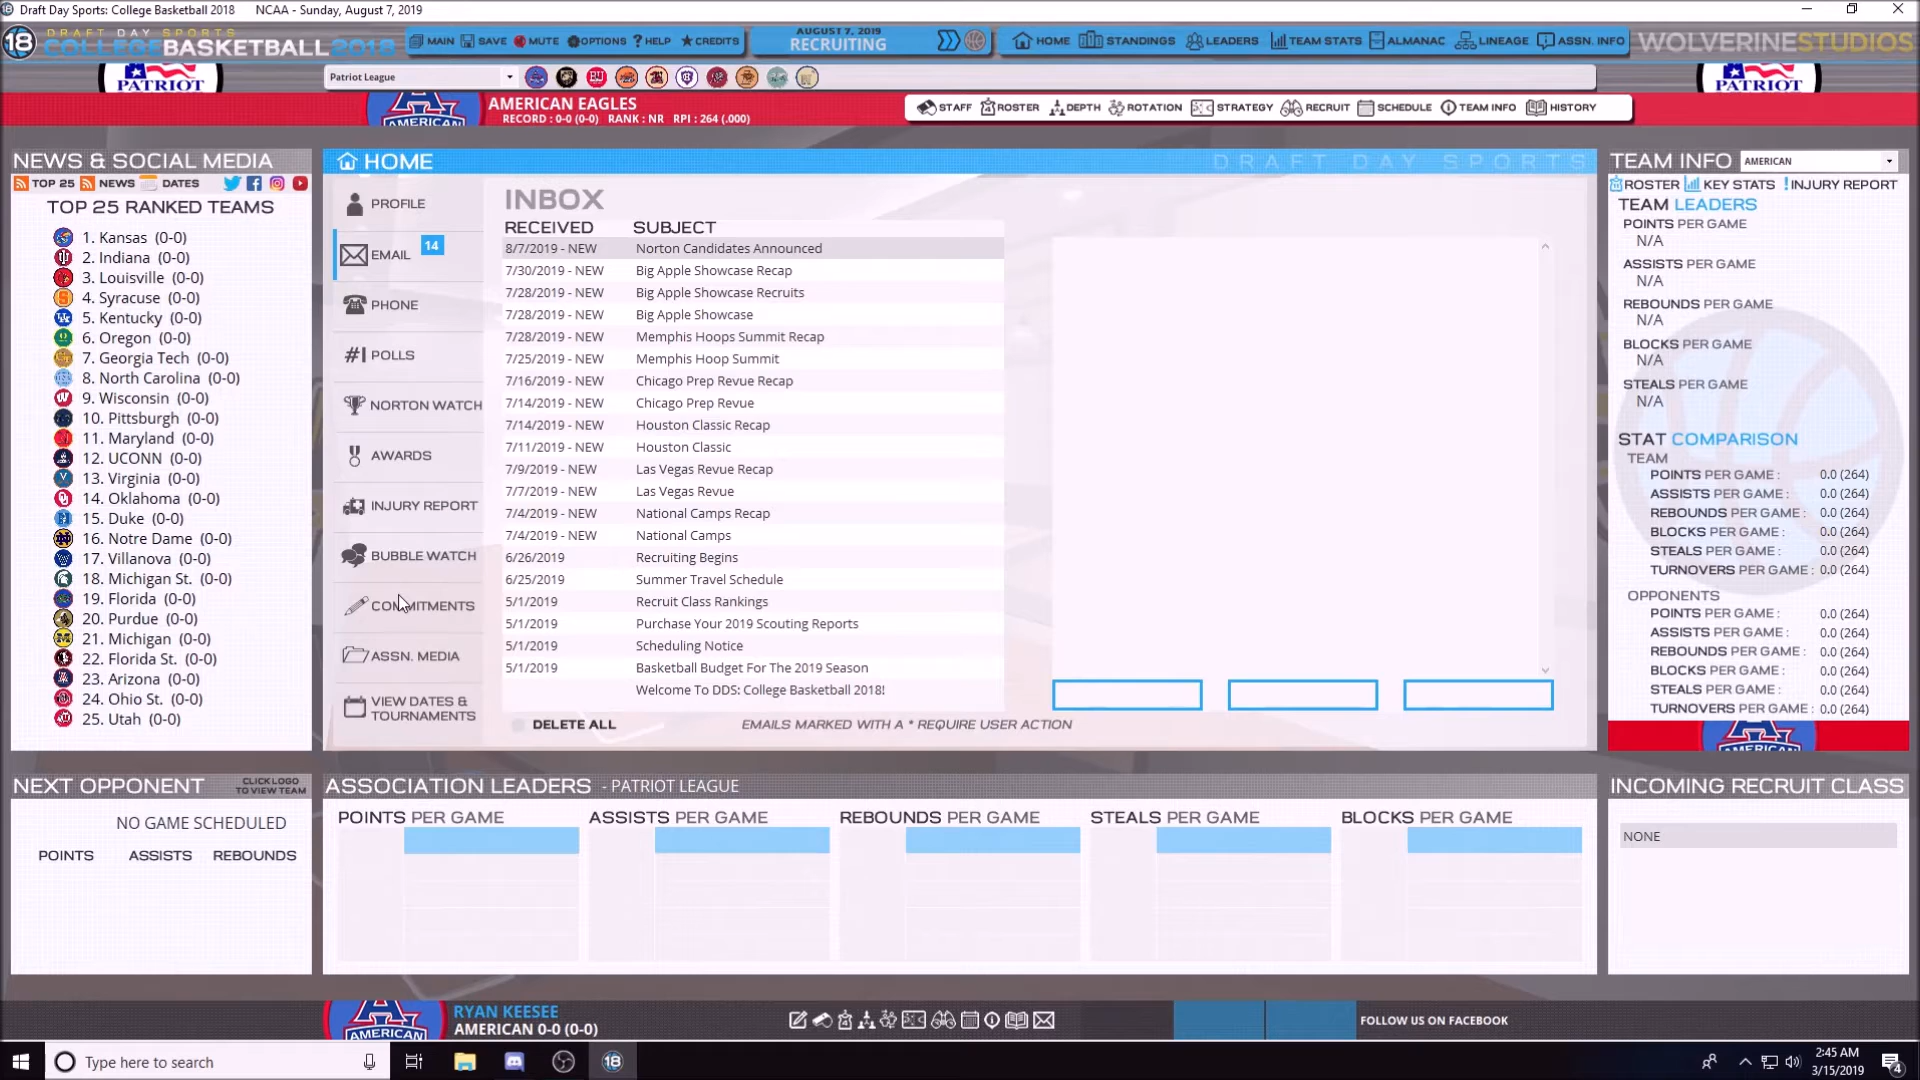 Draft Day Sports: College Basketball 2018 NCAA - Sunday, August 7, 2019
18 DRAFT DAY SPORTS COLLEGE BASKETBALL 2018
MAIN SAVE MUTE OPTIONS ? HELP CREDITS
AUGUST 7, 2019
RECRUITING
HOME STANDINGS LEADERS TEAM STATS ALMANAC LINEAGE ASSN. INFO
WOLVERINESTUDIOS
PATRIOT
Patriot League
PATRIOT
AMERICAN
AMERICAN EAGLES
RECORD : 0-0 (0-0) RANK : NR RPI : 264 (.000)
STAFF ROSTER DEPTH ROTATION STRATEGY RECRUIT SCHEDULE TEAM INFO HISTORY
NEWS & SOCIAL MEDIA
TOP 25 NEWS DATES
TOP 25 RANKED TEAMS
1. Kansas (0-0)
2. Indiana (0-0)
3. Louisville (0-0)
4. Syracuse (0-0)
5. Kentucky (0-0)
6. Oregon (0-0)
7. Georgia Tech (0-0)
8. North Carolina (0-0)
9. Wisconsin (0-0)
10. Pittsburgh (0-0)
11. Maryland (0-0)
12. UCONN (0-0)
13. Virginia (0-0)
14. Oklahoma (0-0)
15. Duke (0-0)
16. Notre Dame (0-0)
17. Villanova (0-0)
18. Michigan St. (0-0)
19. Florida (0-0)
20. Purdue (0-0)
21. Michigan (0-0)
22. Florida St. (0-0)
23. Arizona (0-0)
24. Ohio St. (0-0)
25. Utah (0-0)
HOME
DRAFT DAY SPORTS
PROFILE
EMAIL 14
PHONE
#1 POLLS
NORTON WATCH
AWARDS
INJURY REPORT
BUBBLE WATCH
COMMITMENTS
ASSN. MEDIA
VIEW DATES &
TOURNAMENTS
INBOX
RECEIVED SUBJECT
8/7/2019 - NEW Norton Candidates Announced
7/30/2019 - NEW Big Apple Showcase Recap
7/28/2019 - NEW Big Apple Showcase Recruits
7/28/2019 - NEW Big Apple Showcase
7/28/2019 - NEW Memphis Hoops Summit Recap
7/25/2019 - NEW Memphis Hoop Summit
7/16/2019 - NEW Chicago Prep Revue Recap
7/14/2019 - NEW Chicago Prep Revue
7/14/2019 - NEW Houston Classic Recap
7/11/2019 - NEW Houston Classic
7/9/2019 - NEW Las Vegas Revue Recap
7/7/2019 - NEW Las Vegas Revue
7/4/2019 - NEW National Camps Recap
7/4/2019 - NEW National Camps
6/26/2019 Recruiting Begins
6/25/2019 Summer Travel Schedule
5/1/2019 Recruit Class Rankings
5/1/2019 Purchase Your 2019 Scouting Reports
5/1/2019 Scheduling Notice
5/1/2019 Basketball Budget For The 2019 Season
Welcome To DDS: College Basketball 2018!
DELETE ALL EMAILS MARKED WITH A * REQUIRE USER ACTION
TEAM INFO AMERICAN
ROSTER KEY STATS ! INJURY REPORT
TEAM LEADERS
POINTS PER GAME
N/A
ASSISTS PER GAME
N/A
REBOUNDS PER GAME
N/A
BLOCKS PER GAME
N/A
STEALS PER GAME
N/A
STAT COMPARISON
TEAM
POINTS PER GAME : 0.0 (264)
ASSISTS PER GAME : 0.0 (264)
REBOUNDS PER GAME : 0.0 (264)
BLOCKS PER GAME : 0.0 (264)
STEALS PER GAME : 0.0 (264)
TURNOVERS PER GAME : 0.0 (264)
OPPONENTS
POINTS PER GAME : 0.0 (264)
ASSISTS PER GAME : 0.0 (264)
REBOUNDS PER GAME : 0.0 (264)
BLOCKS PER GAME : 0.0 (264)
STEALS PER GAME : 0.0 (264)
TURNOVERS PER GAME : 0.0 (264)
AMERICAN
NEXT OPPONENT CLICK LOGO
TO VIEW TEAM
NO GAME SCHEDULED
POINTS ASSISTS REBOUNDS
ASSOCIATION LEADERS - PATRIOT LEAGUE
POINTS PER GAME ASSISTS PER GAME REBOUNDS PER GAME STEALS PER GAME BLOCKS PER GAME
INCOMING RECRUIT CLASS
NONE
AMERICAN
RYAN KEESEE
AMERICAN 0-0 (0-0)
FOLLOW US ON FACEBOOK
Type here to search
18
2:45 AM
3/15/2019
4